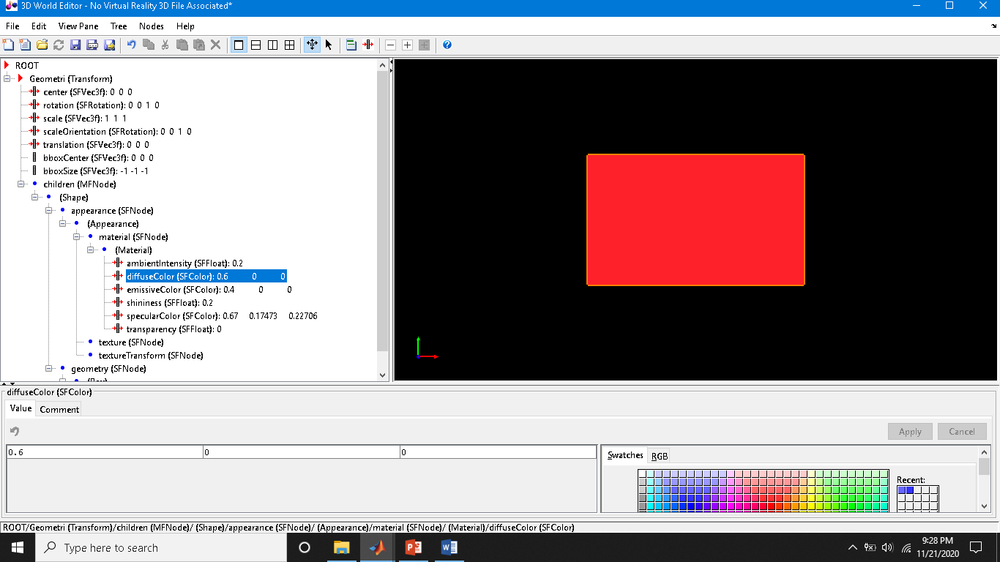 3D World Editor - No Virtual Reality 3D File Associated*
File Edit View Pane Tree Nodes Help
ROOT
Geometri (Transform)
center (SFVec3f): 0 0 0
rotation (SFRotation): 0 0 1 0
scale (SFVec3f): 1 1 1
scaleOrientation (SFRotation): 0 0 1 0
translation (SFVec3f): 0 0 0
bboxCenter (SFVec3f): 0 0 0
bboxSize (SFVec3f): -1 -1 -1
children (MFNode)
(Shape)
appearance (SFNode)
(Appearance)
material (SFNode)
(Material)
ambientIntensity (SFFloat): 0.2
diffuseColor (SFColor): 0.6 0 0
emissiveColor (SFColor): 0.4 0 0
shininess (SFFloat): 0.2
specularColor (SFColor): 0.67 0.17473 0.22706
transparency (SFFloat): 0
texture (SFNode)
textureTransform (SFNode)
geometry (SFNode)
diffuseColor (SFColor)
Value Comment
Apply Cancel
0.6 0 0
Swatches RGB
Recent:
ROOT/Geometri (Transform)/children (MFNode)/ (Shape)/appearance (SFNode)/ (Appearance)/material (SFNode)/ (Material)/diffuseColor (SFColor)
Type here to search
9:28 PM
11/21/2020